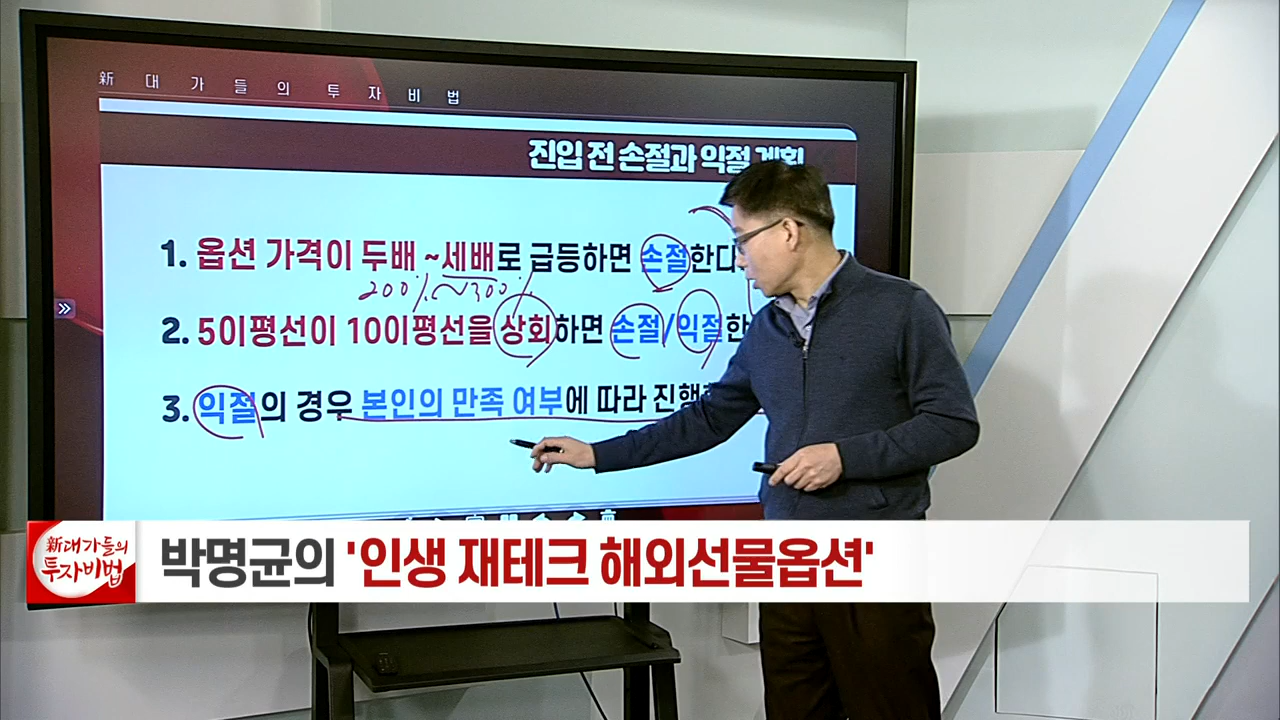 新 대 가 들 의 투 자 비 법
진입 전 손절과 익절 계획
1. 옵션 가격이 두배 ~세배로 급등하면 손절한다
200%~300%
2. 5이평선이 10이평선을 상회하면 손절/익절한
3. 익절의 경우 본인의 만족 여부에 따라 진행
新대가들의
투자비법
박명균의 '인생 재테크 해외선물옵션'